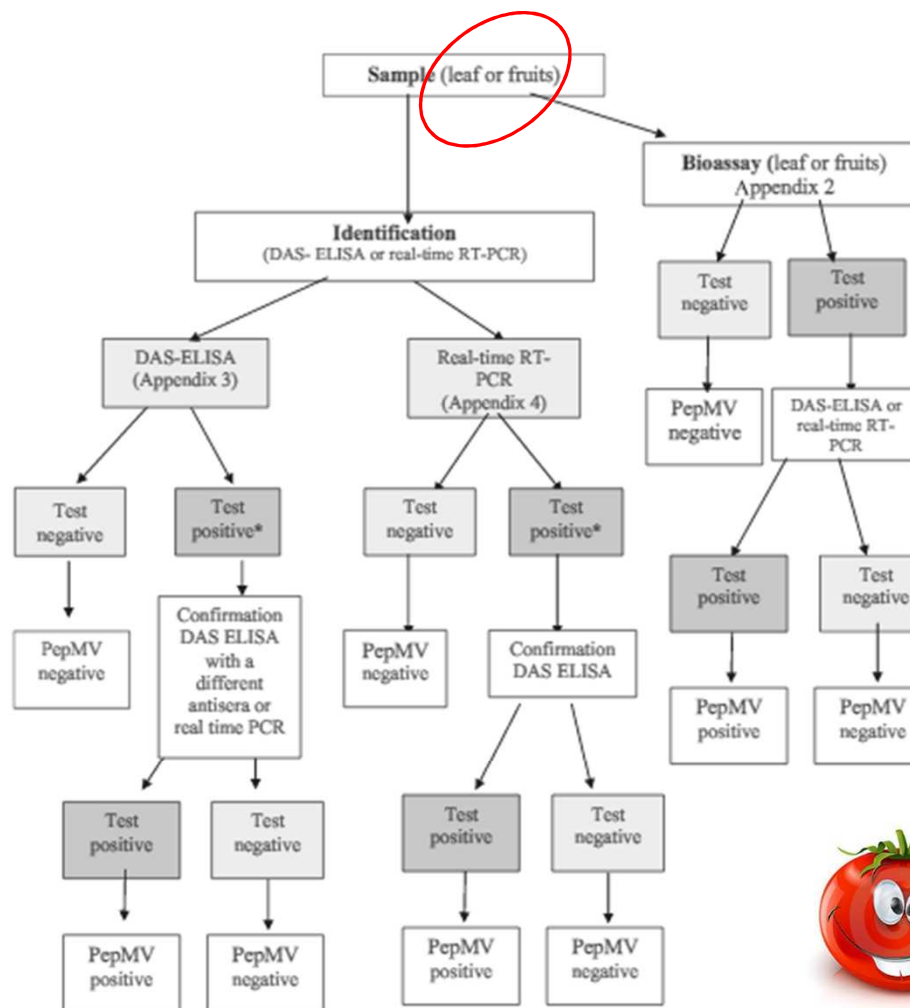 Sample (leaf or fruits)
Bioassay (leaf or fruits)
Appendix 2
Identification
(DAS- ELISA or real-time RT-PCR)
Test
negative
Test
positive
DAS-ELISA
(Appendix 3)
Real-time RT-
PCR
(Appendix 4)
PepMV
negative
DAS-ELISA or
real-time RT-
PCR
Test
negative
Test
positive*
Test
negative
Test
positive*
Test
positive
Test
negative
PepMV
negative
Confirmation
DAS ELISA
with a
different
antisera or
real time PCR
PepMV
negative
Confirmation
DAS ELISA
PepMV
positive
PepMV
negative
Test
positive
Test
negative
Test
positive
Test
negative
PepMV
positive
PepMV
negative
PepMV
positive
PepMV
negative